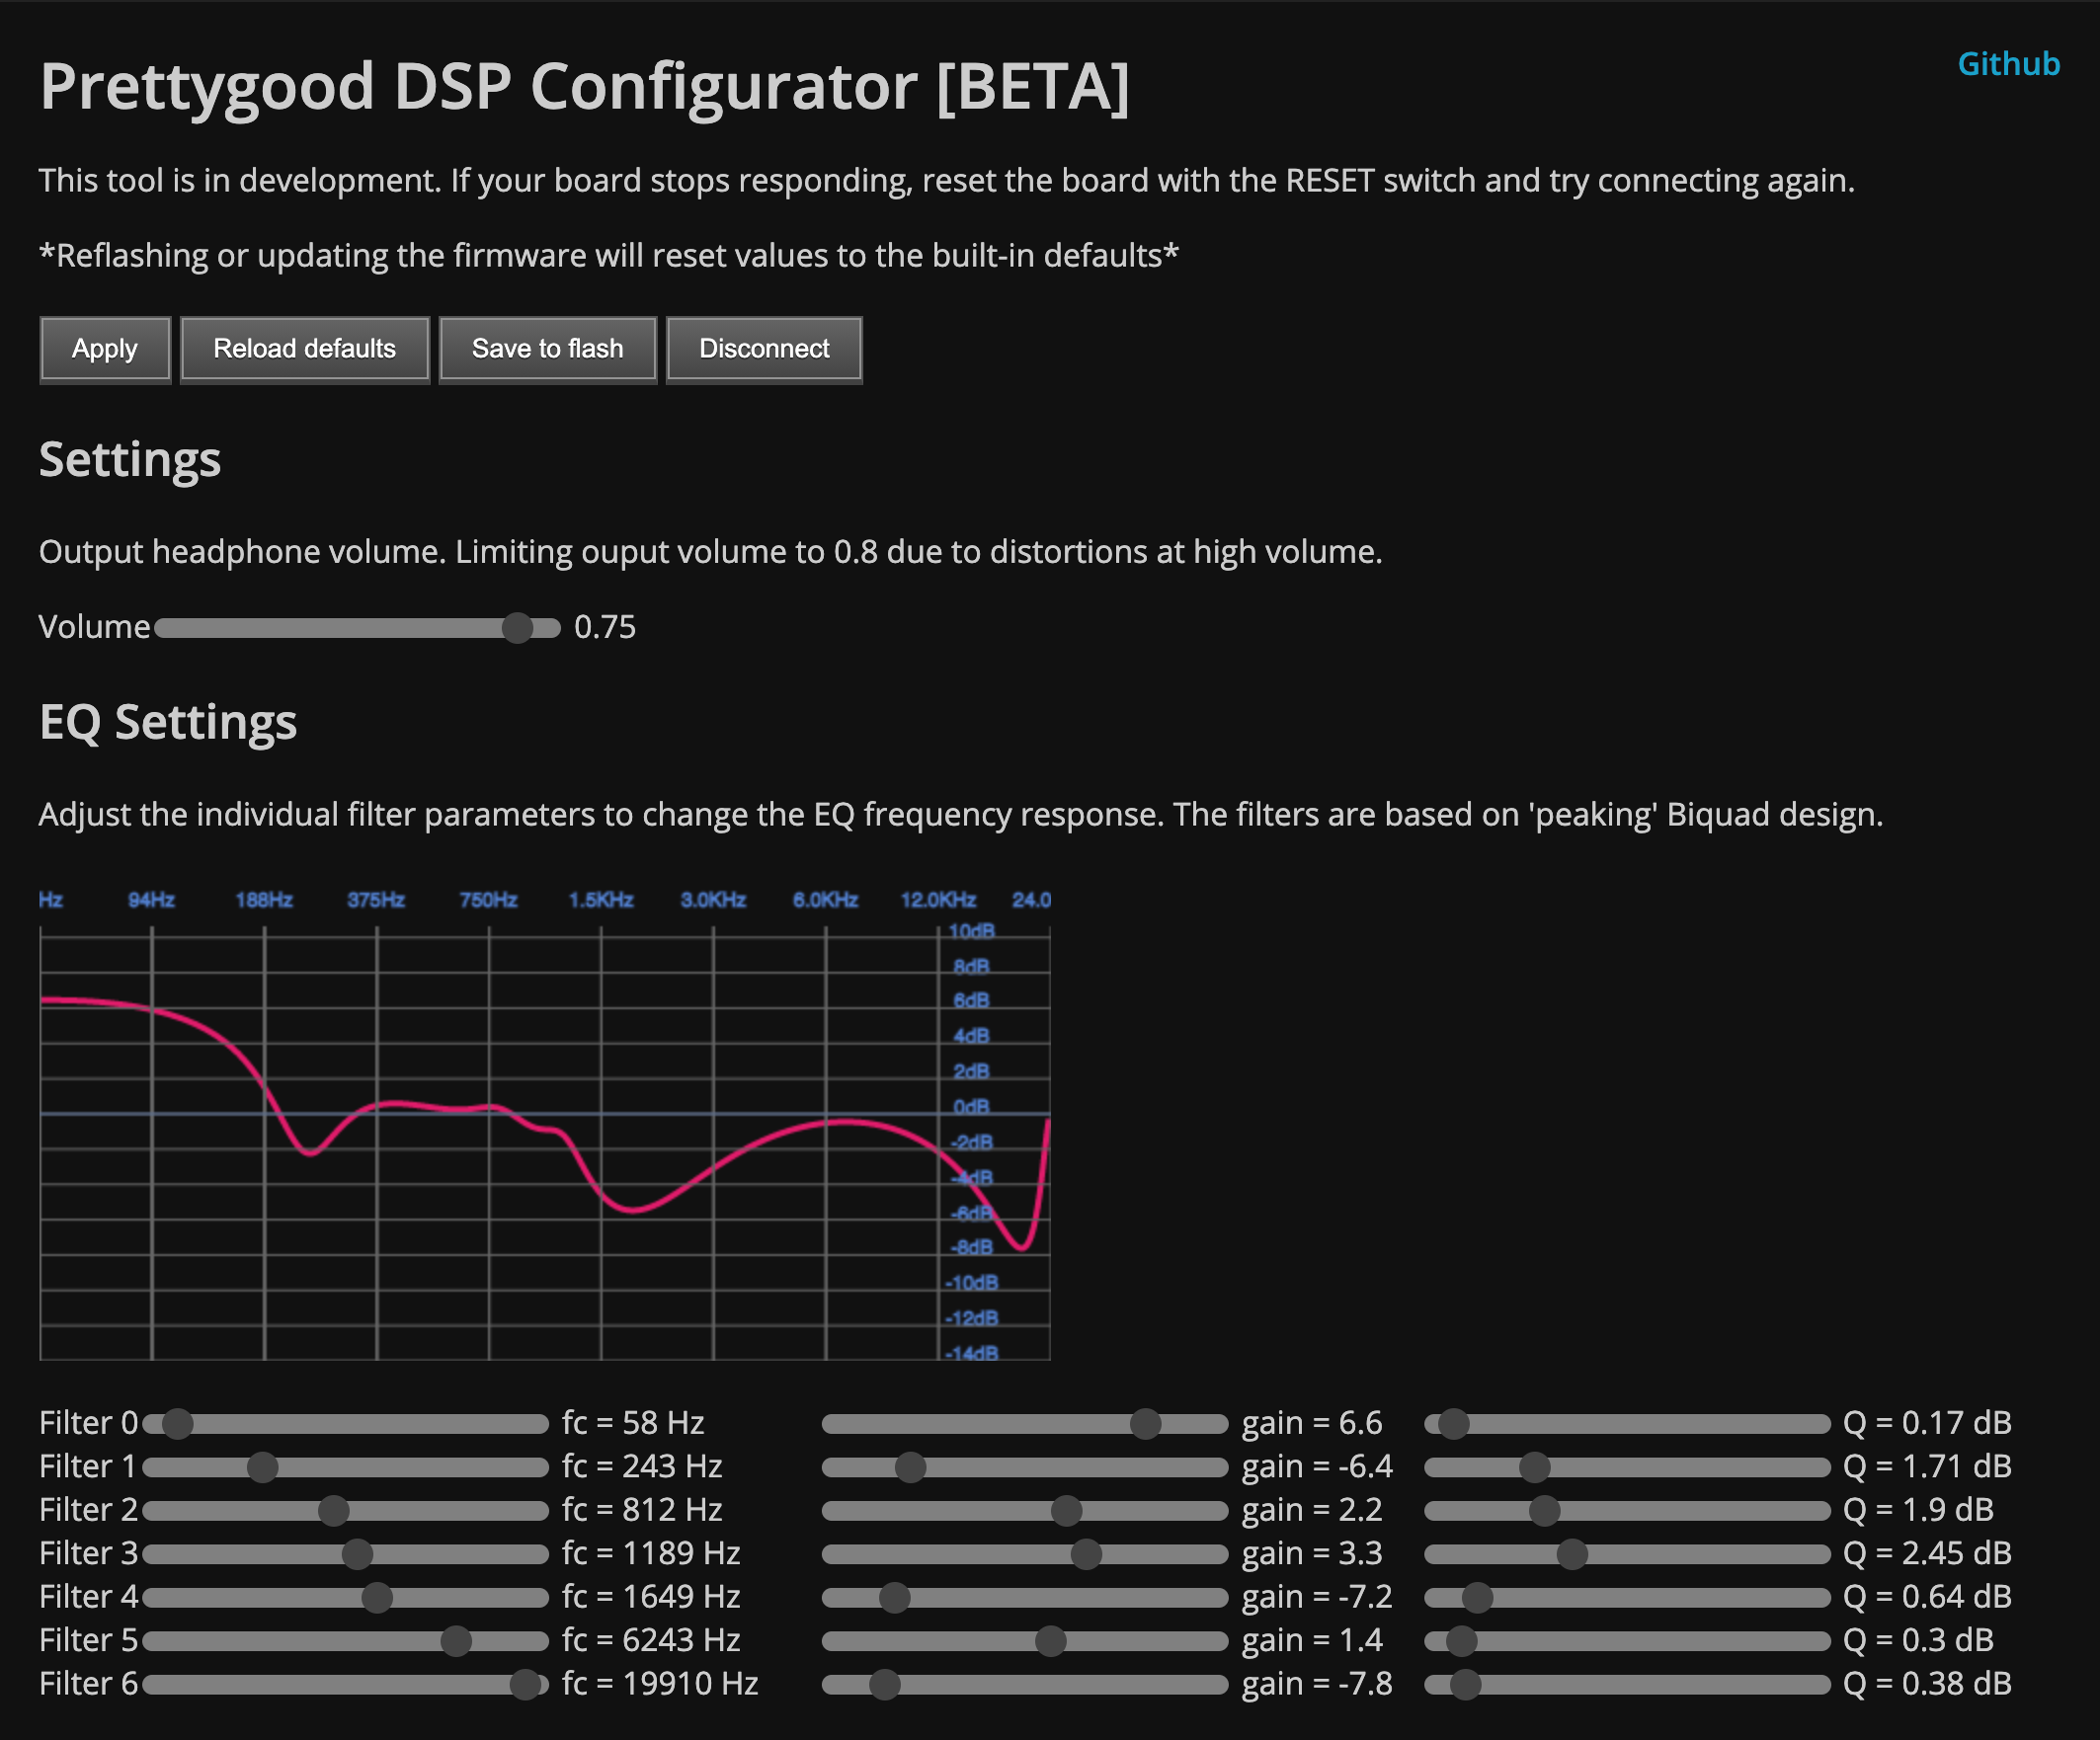 Prettygood DSP Configurator [BETA]
Github
This tool is in development. If your board stops responding, reset the board with the RESET switch and try connecting again.
*Reflashing or updating the firmware will reset values to the built-in defaults*
Apply Reload defaults Save to flash Disconnect
Settings
Output headphone volume. Limiting ouput volume to 0.8 due to distortions at high volume.
Volume 0.75
EQ Settings
Adjust the individual filter parameters to change the EQ frequency response. The filters are based on 'peaking' Biquad design.
Hz 94Hz 188Hz 375Hz 750Hz 1.5KHz 3.0KHz 6.0KHz 12.0KHz 24.0
10dB
8dB
6dB
4dB
2dB
0dB
-2dB
-4dB
-6dB
-8dB
-10dB
-12dB
-14dB
Filter 0 fc = 58 Hz gain = 6.6 Q = 0.17 dB
Filter 1 fc = 243 Hz gain = -6.4 Q = 1.71 dB
Filter 2 fc = 812 Hz gain = 2.2 Q = 1.9 dB
Filter 3 fc = 1189 Hz gain = 3.3 Q = 2.45 dB
Filter 4 fc = 1649 Hz gain = -7.2 Q = 0.64 dB
Filter 5 fc = 6243 Hz gain = 1.4 Q = 0.3 dB
Filter 6 fc = 19910 Hz gain = -7.8 Q = 0.38 dB